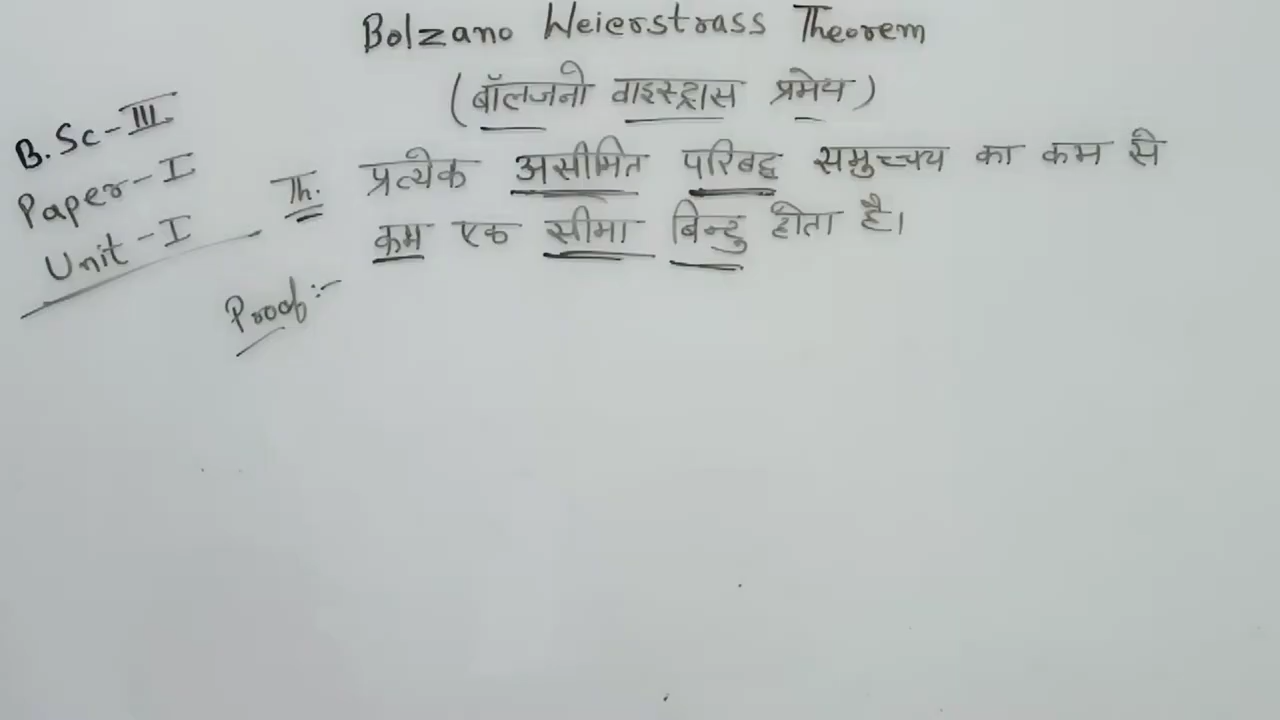 Bolzano Weierstrass Theorem
(बॉलजनो वाइस्ट्रास प्रमेय)
B.Sc-III
Paper-I
Unit-I
Th. प्रत्येक असीमित परिबद्ध समुच्चय का कम से
कम एक सीमा बिन्दु होता है।
Proof:-